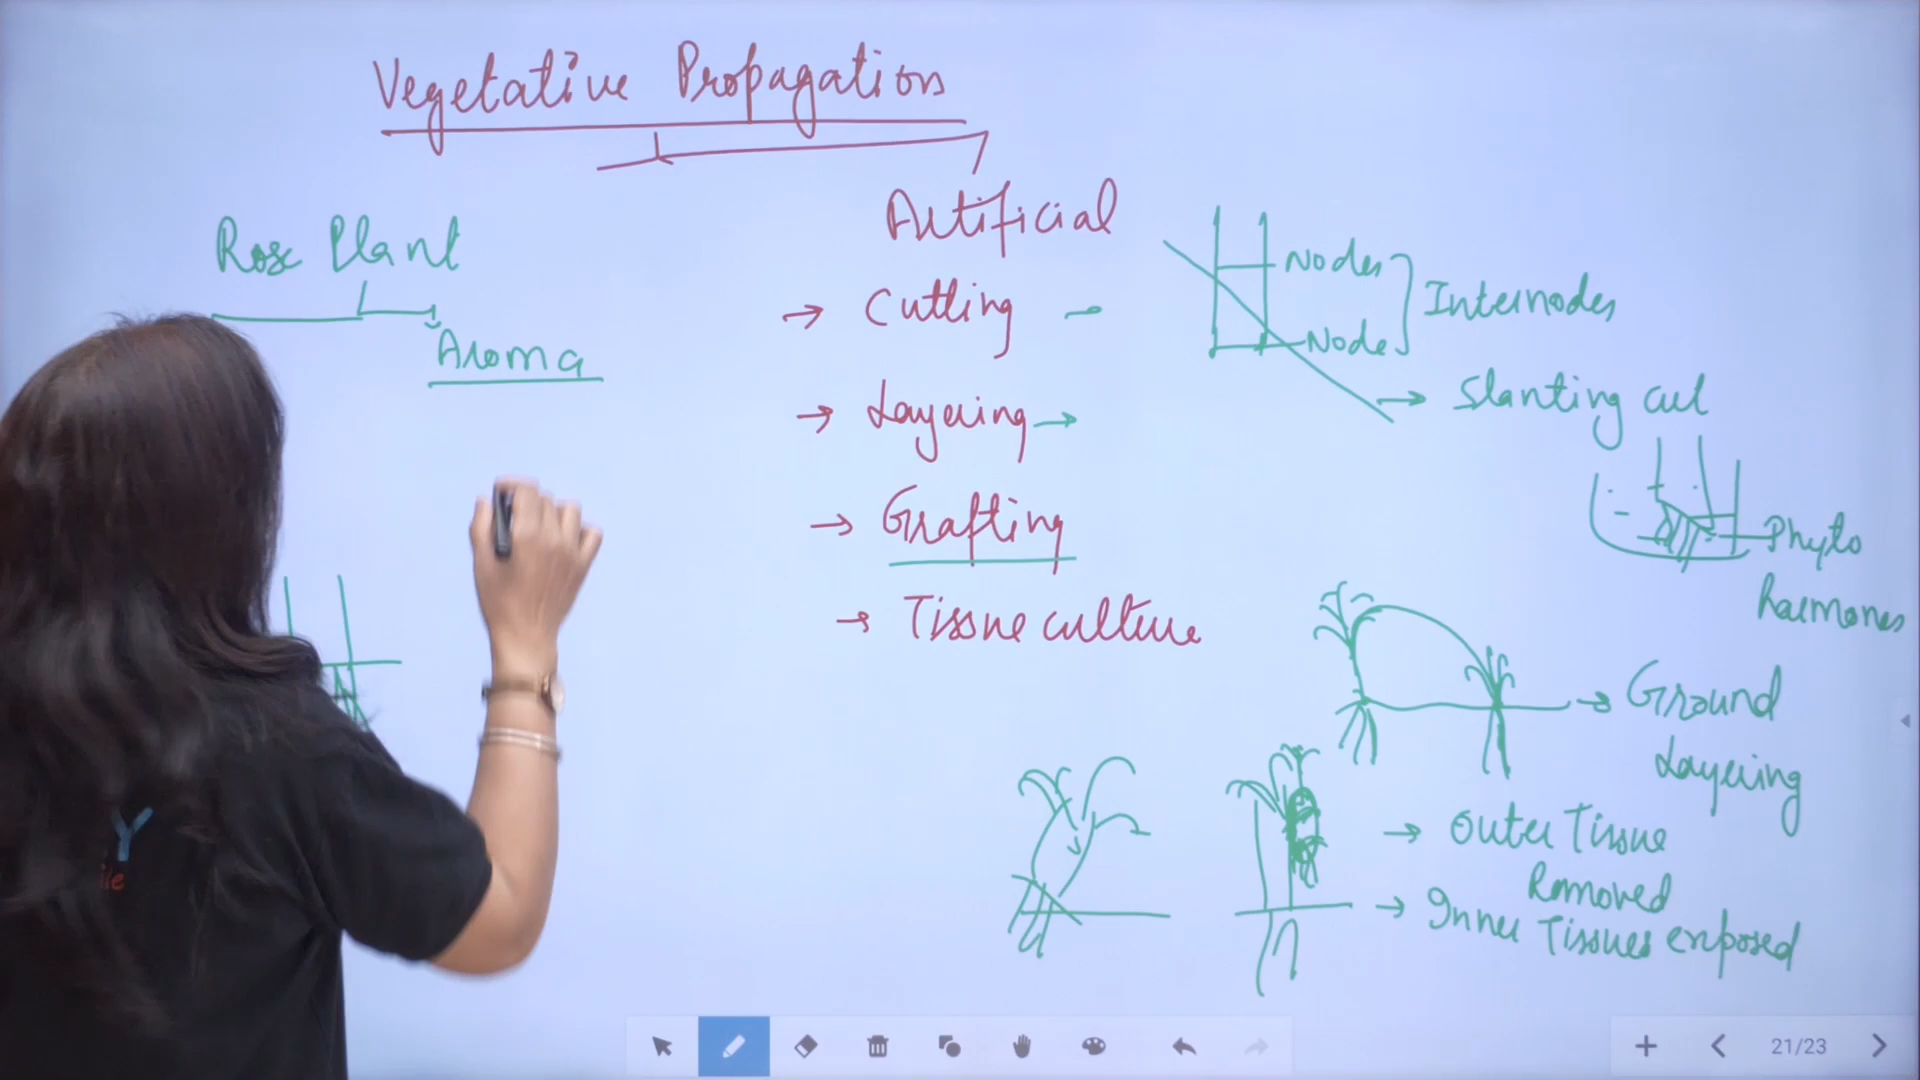 Vegetative Propagation
Rose Plant
Aroma
Artificial
→ Cutting -
→ Layering →
→ Grafting
→ Tissue culture
Nodes
Node
Internodes
→ Slanting cut
Phyto
Harmones
→ Ground
Layering
→ Outer Tissue
Removed
→ Inner Tissues exposed
Y
ile
21/23